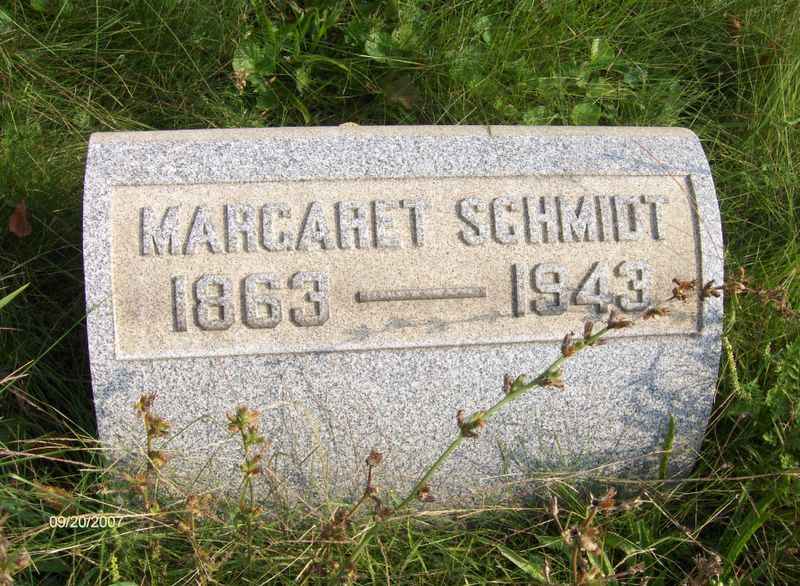 MARGARET SCHMIDT
1863 — 1943
09/20/2007